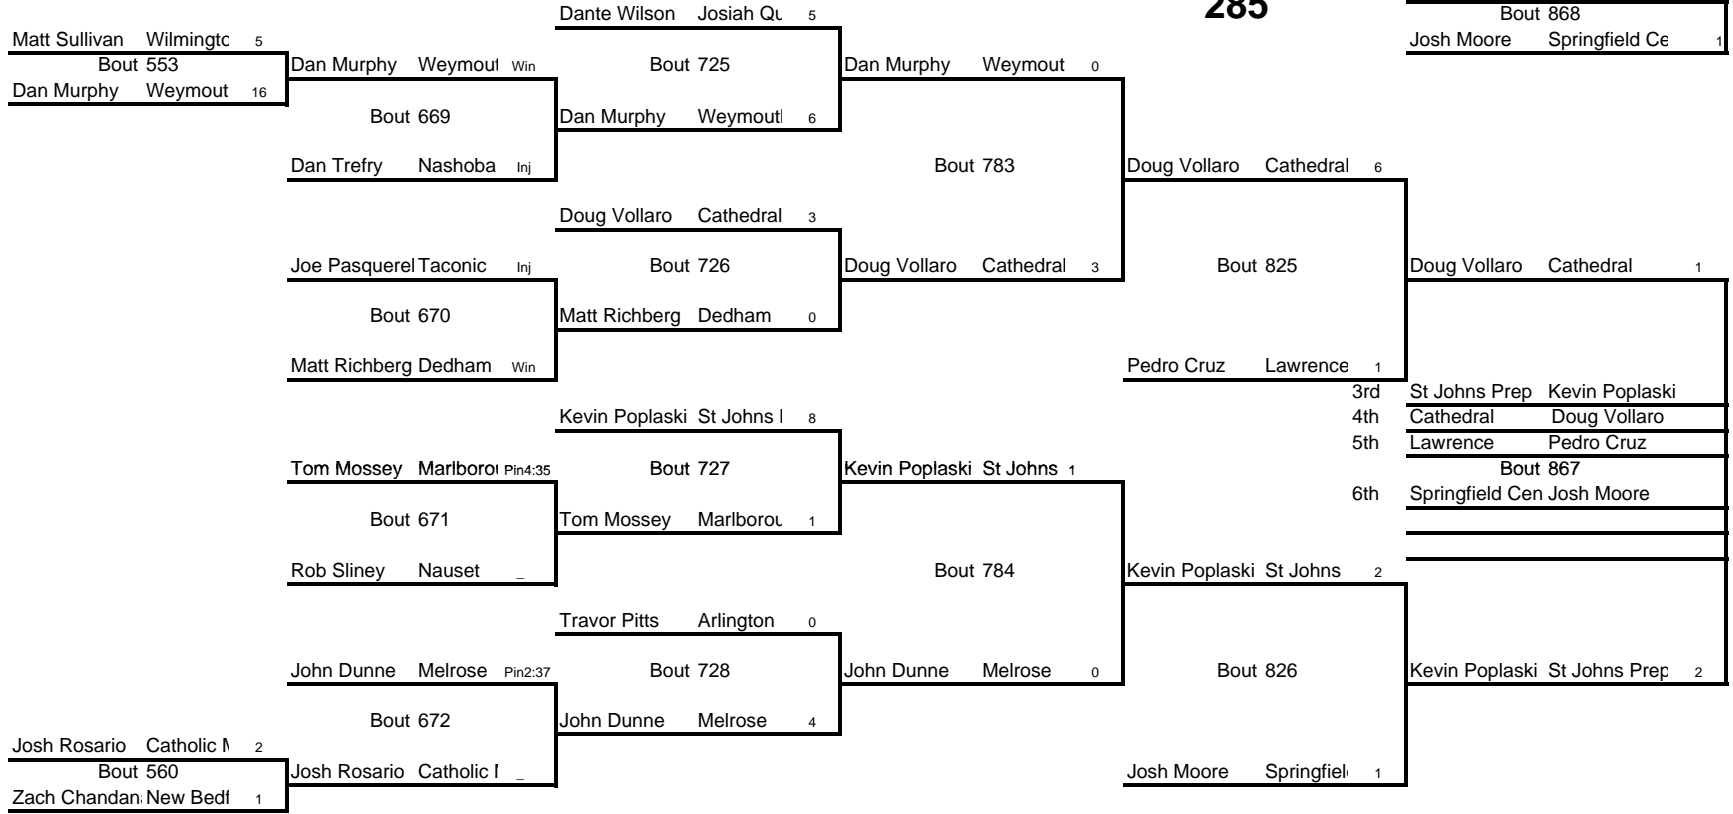 285
Dante Wilson Josiah Qu 5
Bout 868
Matt Sullivan Wilmingto 5
Josh Moore Springfield Ce 1
Bout 553
Dan Murphy Weymout Win
Bout 725
Dan Murphy Weymout 0
Dan Murphy Weymout 16
Bout 669
Dan Murphy Weymouth 6
Dan Trefry Nashoba Inj
Bout 783
Doug Vollaro Cathedral 6
Doug Vollaro Cathedral 3
Joe Pasquerel Taconic Inj
Bout 726
Doug Vollaro Cathedral 3
Bout 825
Doug Vollaro Cathedral 1
Bout 670
Matt Richberg Dedham 0
Matt Richberg Dedham Win
Pedro Cruz Lawrence 1
3rd St Johns Prep Kevin Poplaski
Kevin Poplaski St Johns 8
4th Cathedral Doug Vollaro
5th Lawrence Pedro Cruz
Tom Mossey Marlborou Pin4:35
Bout 727
Kevin Poplaski St Johns 1
Bout 867
6th Springfield Cen Josh Moore
Bout 671
Tom Mossey Marlborou 1
Rob Sliney Nauset _
Bout 784
Kevin Poplaski St Johns 2
Travor Pitts Arlington 0
John Dunne Melrose Pin2:37
Bout 728
John Dunne Melrose 0
Bout 826
Kevin Poplaski St Johns Prep 2
Bout 672
John Dunne Melrose 4
Josh Rosario Catholic M 2
Bout 560
Josh Rosario Catholic _
Josh Moore Springfiel 1
Zach Chandan New Bedf 1